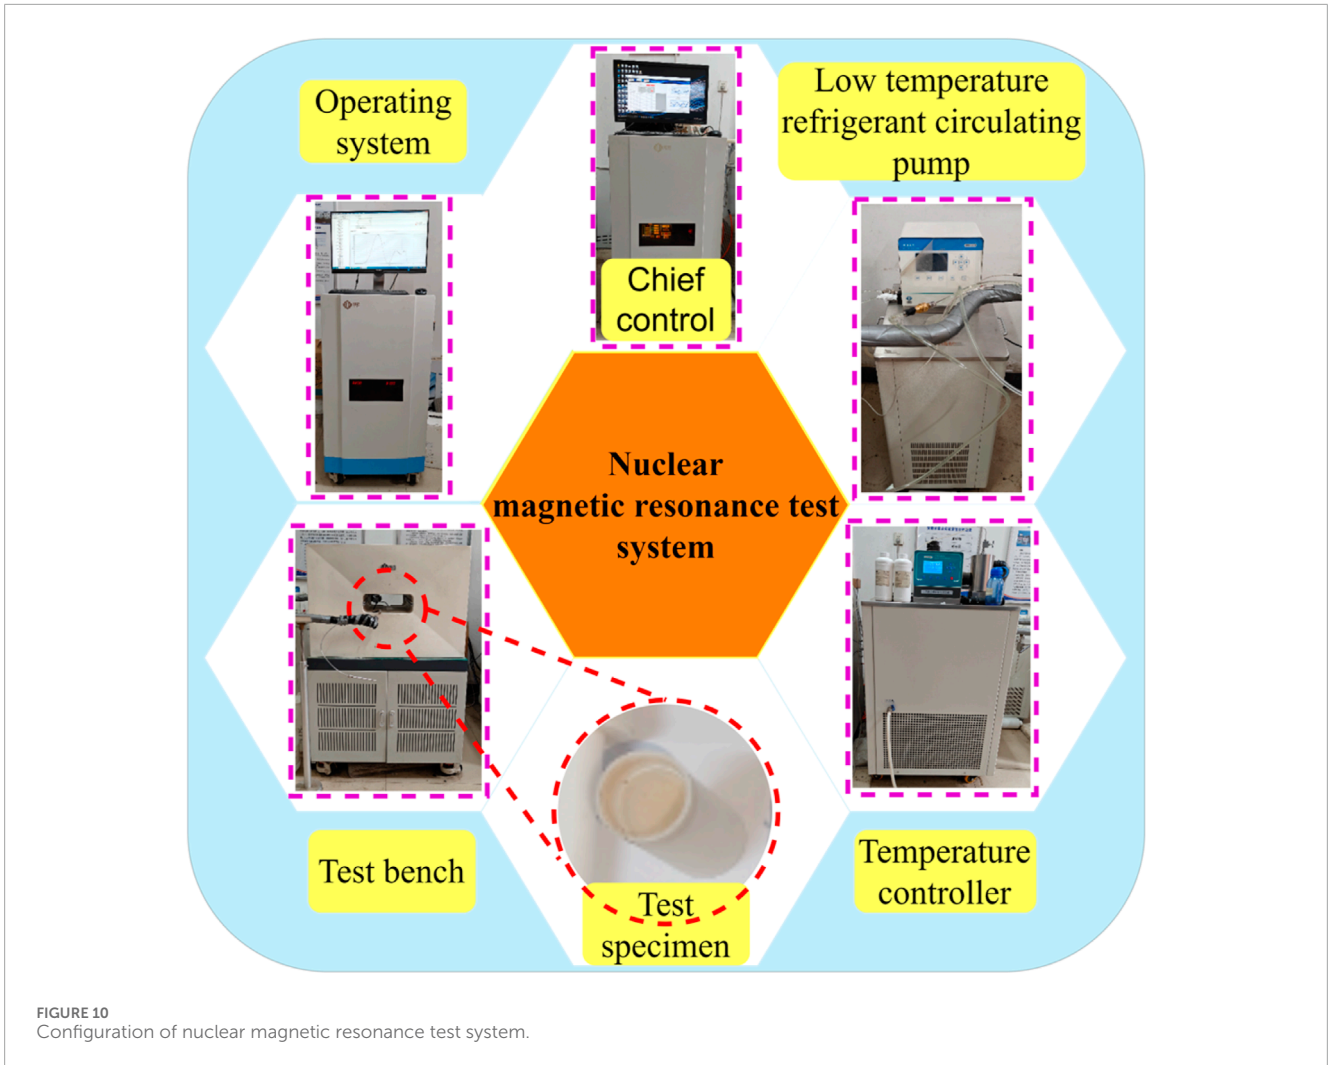 Operating
system
Chief
control
Low temperature
refrigerant circulating
pump
Nuclear
magnetic resonance test
system
Test bench
Test
specimen
Temperature
controller
FIGURE 10
Configuration of nuclear magnetic resonance test system.